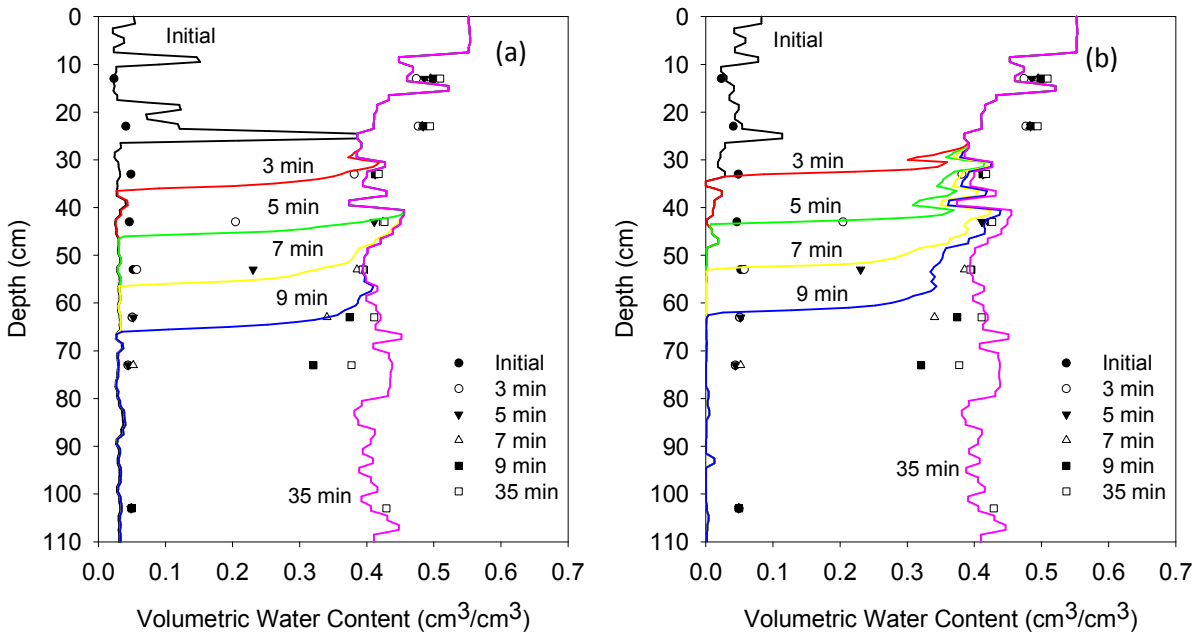 (a)
Initial
3 min
5 min
7 min
9 min
35 min
Initial
3 min
5 min
7 min
9 min
35 min
0
10
20
30
40
50
60
70
80
90
100
110
Depth (cm)
0.0 0.1 0.2 0.3 0.4 0.5 0.6 0.7
Volumetric Water Content (cm³/cm³)
(b)
Initial
3 min
5 min
7 min
9 min
35 min
Initial
3 min
5 min
7 min
9 min
35 min
0
10
20
30
40
50
60
70
80
90
100
110
Depth (cm)
0.0 0.1 0.2 0.3 0.4 0.5 0.6 0.7
Volumetric Water Content (cm³/cm³)